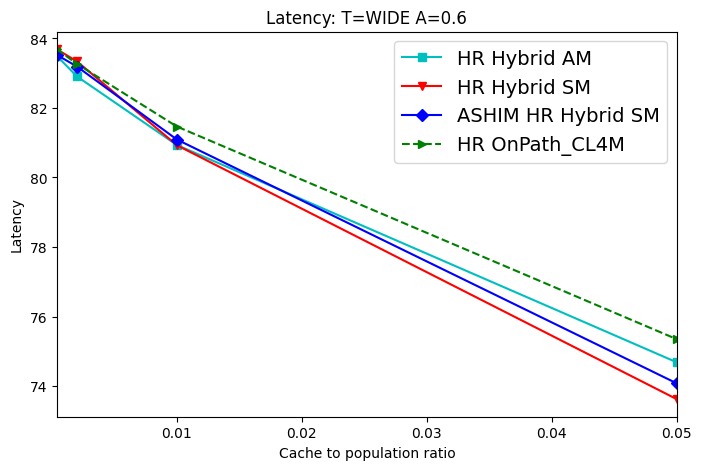 Latency: T=WIDE A=0.6
84
82
80
78
76
74
Latency
HR Hybrid AM
HR Hybrid SM
ASHIM HR Hybrid SM
HR OnPath_CL4M
0.01
0.02
0.03
0.04
0.05
Cache to population ratio